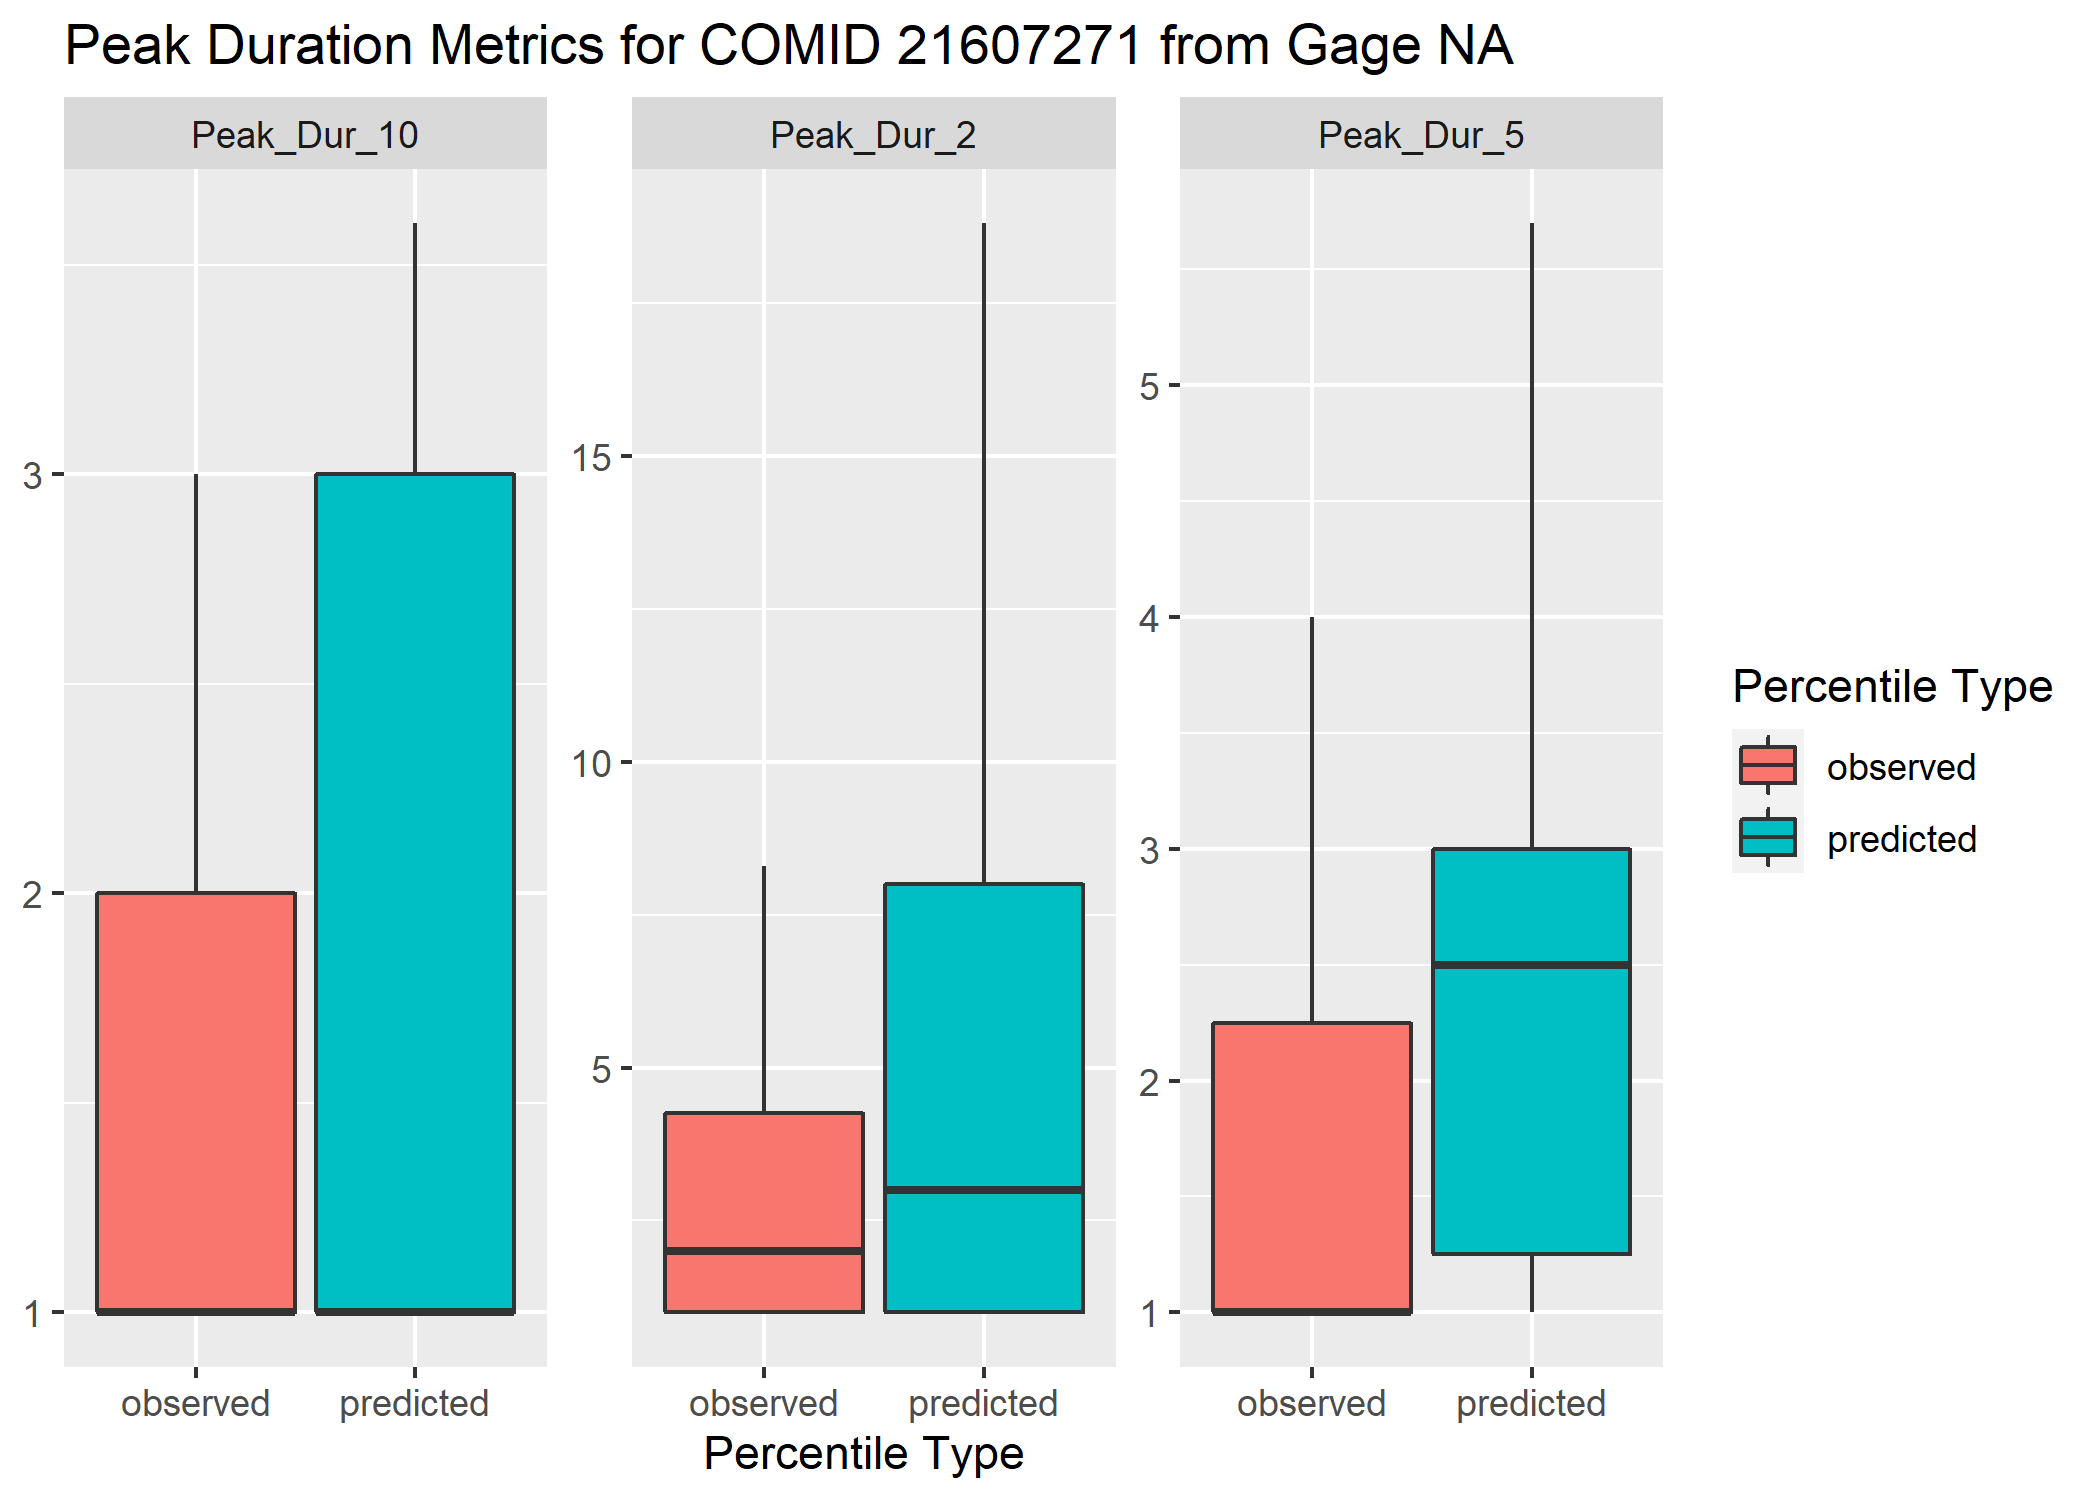 Peak Duration Metrics for COMID 21607271 from Gage NA
Peak_Dur_10
Peak_Dur_2
Peak_Dur_5
3
2
1
15
10
5
5
4
3
2
1
observed
predicted
observed
predicted
observed
predicted
Percentile Type
Percentile Type
observed
predicted